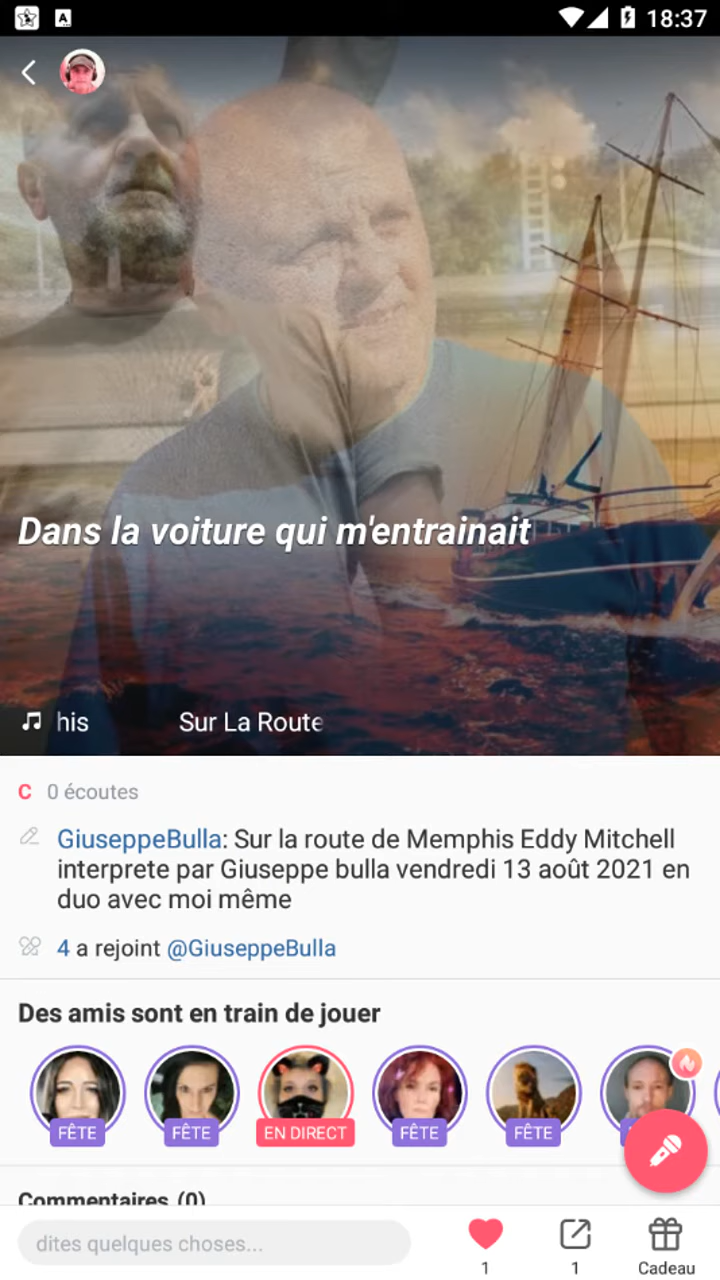 A
18:37
Dans la voiture qui m'entrainait
his Sur La Route
C 0 écoutes
GiuseppeBulla: Sur la route de Memphis Eddy Mitchell
interprete par Giuseppe bulla vendredi 13 août 2021 en
duo avec moi même
4 a rejoint @GiuseppeBulla
Des amis sont en train de jouer
FÊTE FÊTE EN DIRECT FÊTE FÊTE
Commentaires (0)
dites quelques choses...
1 1 Cadeau